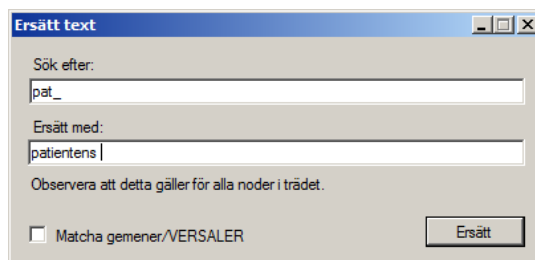 Ersätt text
Sök efter:
pat_
Ersätt med:
patientens
Observera att detta gäller för alla noder i trädet.
Matcha gemener/VERSALER
Ersätt